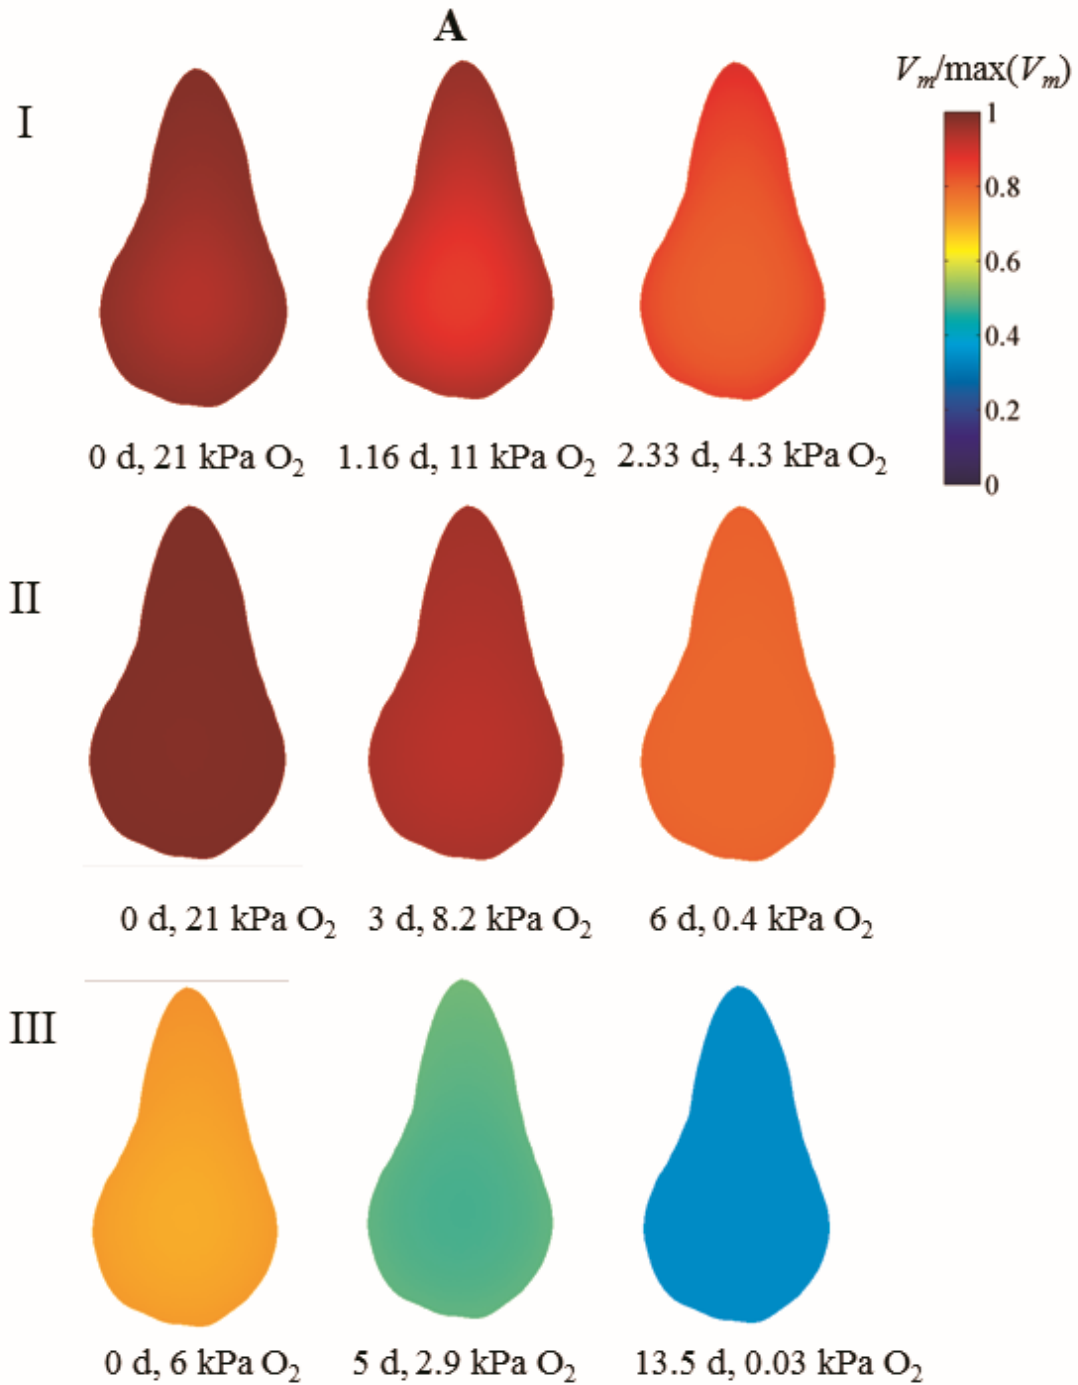 A
V_m/max(V_m)
I
1
0.8
0.6
0.4
0.2
0
0 d, 21 kPa O₂
1.16 d, 11 kPa O₂
2.33 d, 4.3 kPa O₂
II
0 d, 21 kPa O₂
3 d, 8.2 kPa O₂
6 d, 0.4 kPa O₂
III
0 d, 6 kPa O₂
5 d, 2.9 kPa O₂
13.5 d, 0.03 kPa O₂